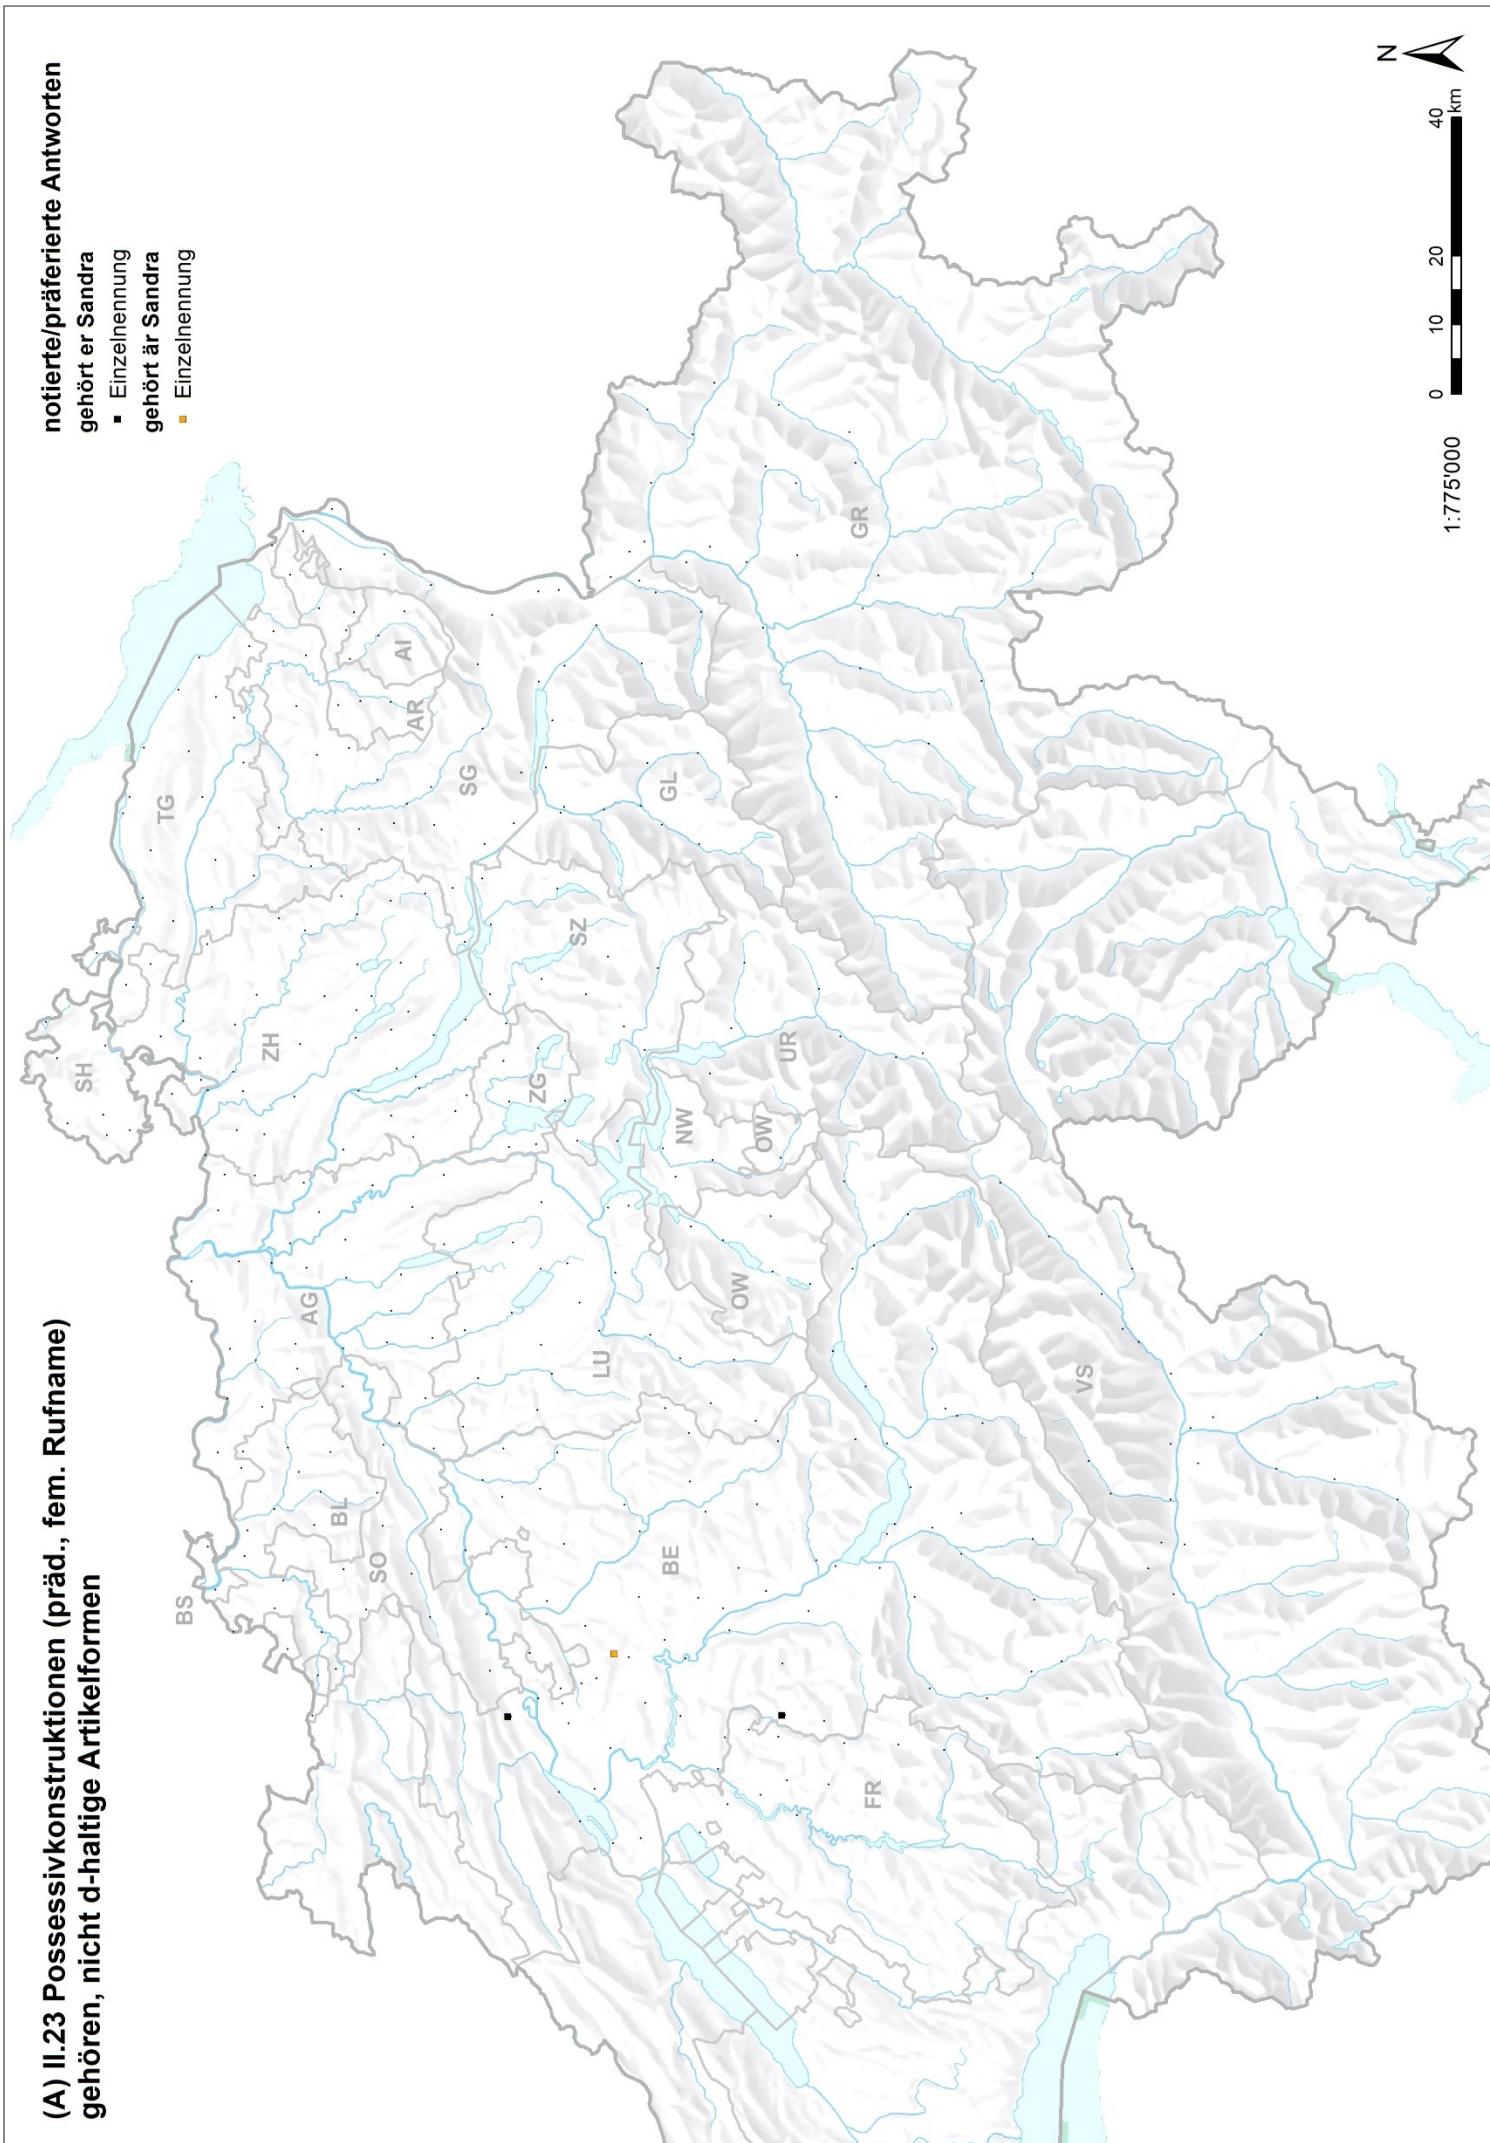 (A) II.23 Possessivkonstruktionen (präd., fem. Rufname)
gehören, nicht d-haltige Artikelformen
notierte/präferierte Antworten
gehört er Sandra
Einzelnennung
gehört är Sandra
Einzelnennung
SH
BS
TG
ZH
AG
BL
SO
AI
AR
SG
ZG
SZ
LU
GL
NW
BE
OW
OW
UR
GR
FR
VS
N
0 10 20 40
km
1:775'000